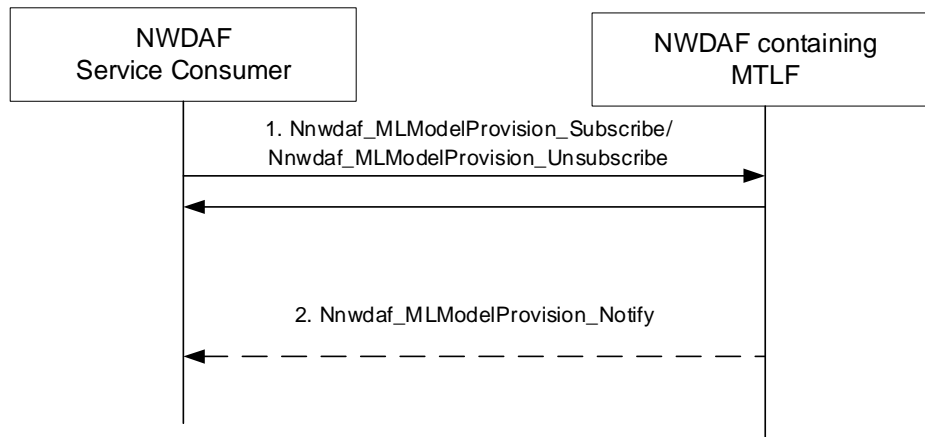 NWDAF
Service Consumer
NWDAF containing
MTLF
1. Nnwdaf_MLModelProvision_Subscribe/
Nnwdaf_MLModelProvision_Unsubscribe
2. Nnwdaf_MLModelProvision_Notify